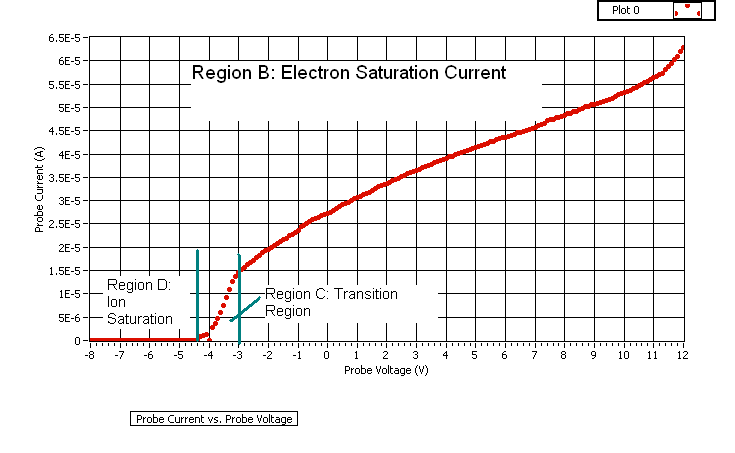 Plot 0
6.5E-5
6E-5
5.5E-5
5E-5
4.5E-5
4E-5
3.5E-5
3E-5
2.5E-5
2E-5
1.5E-5
1E-5
5E-6
0
Probe Current (A)
Region B: Electron Saturation Current
Region D:
Ion
Saturation
Region C: Transition
Region
-8 -7 -6 -5 -4 -3 -2 -1 0 1 2 3 4 5 6 7 8 9 10 11 12
Probe Voltage (V)
Probe Current vs. Probe Voltage